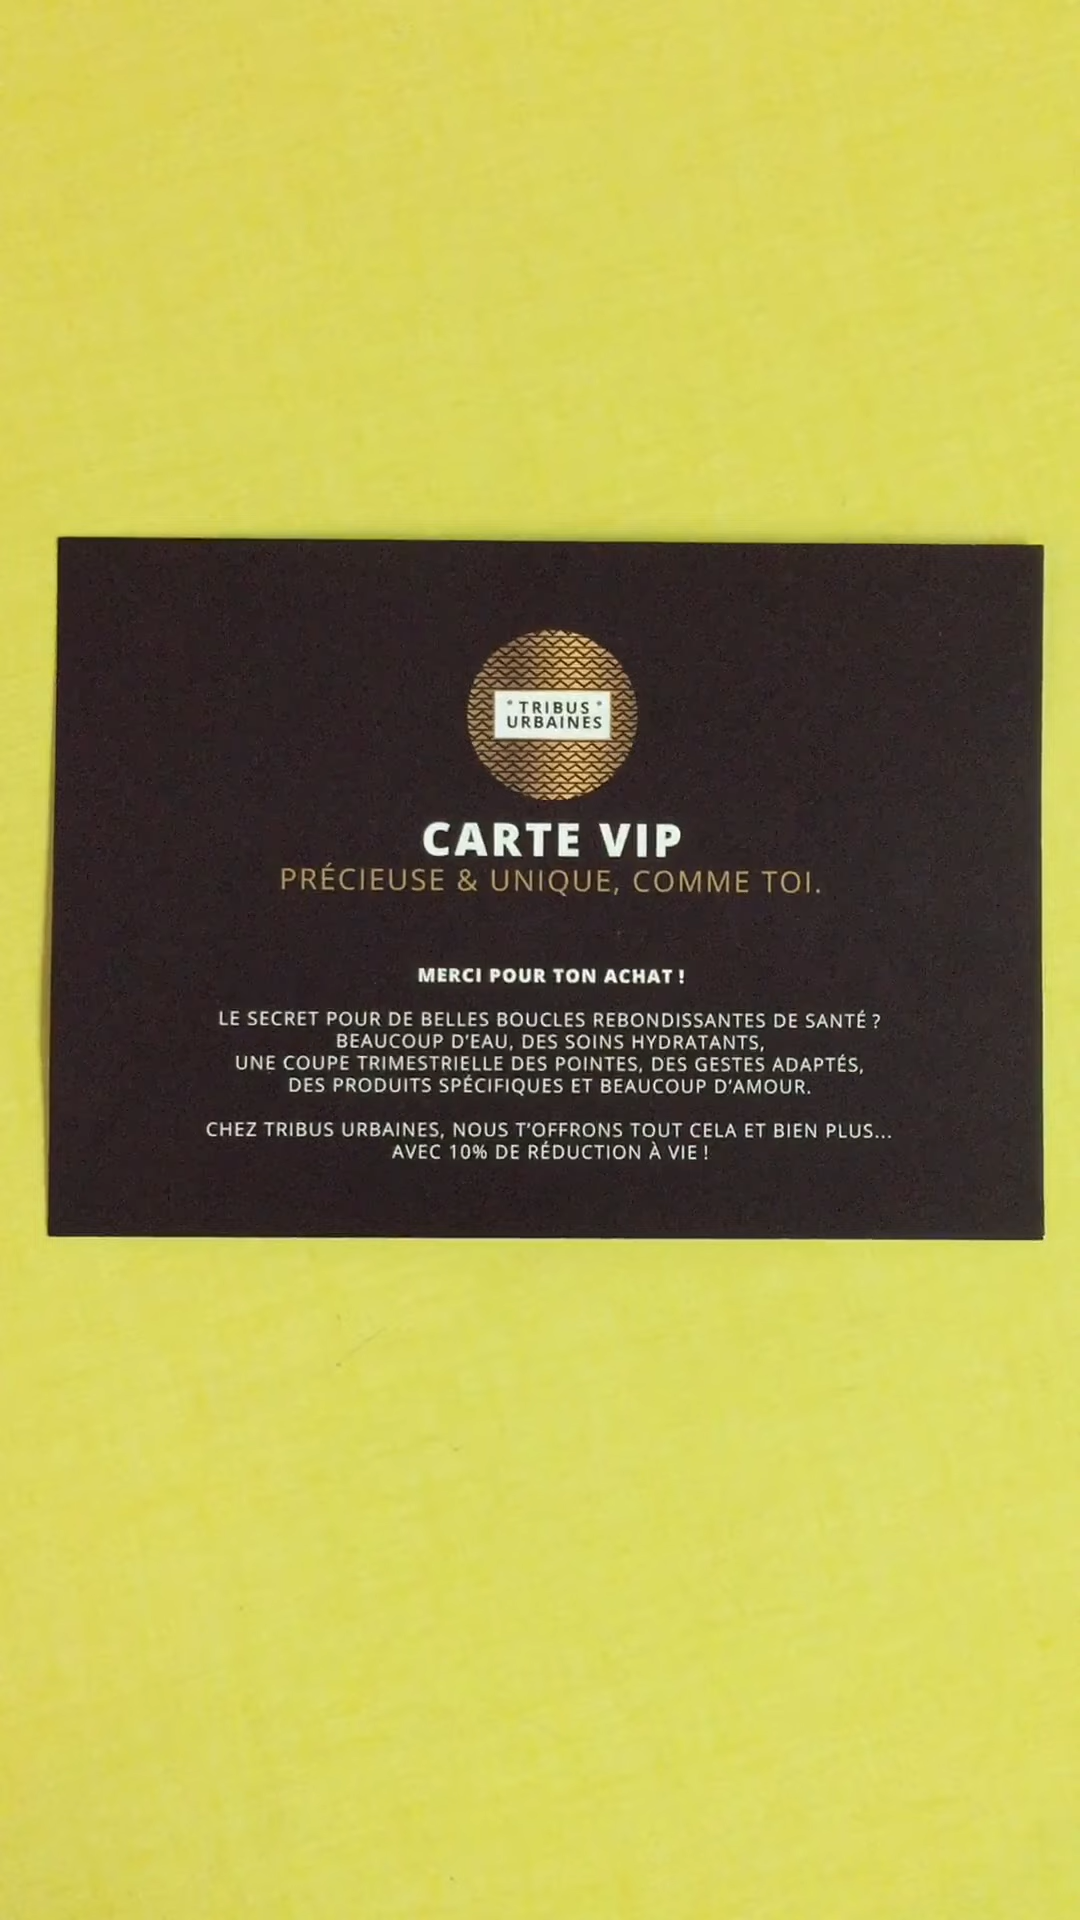 ° TRIBUS °
URBAINES
CARTE VIP
PRÉCIEUSE & UNIQUE, COMME TOI.
MERCI POUR TON ACHAT !
LE SECRET POUR DE BELLES BOUCLES REBONDISSANTES DE SANTÉ ?
BEAUCOUP D'EAU, DES SOINS HYDRATANTS,
UNE COUPE TRIMESTRIELLE DES POINTES, DES GESTES ADAPTÉS,
DES PRODUITS SPÉCIFIQUES ET BEAUCOUP D'AMOUR.
CHEZ TRIBUS URBAINES, NOUS T'OFFRONS TOUT CELA ET BIEN PLUS...
AVEC 10% DE RÉDUCTION À VIE !